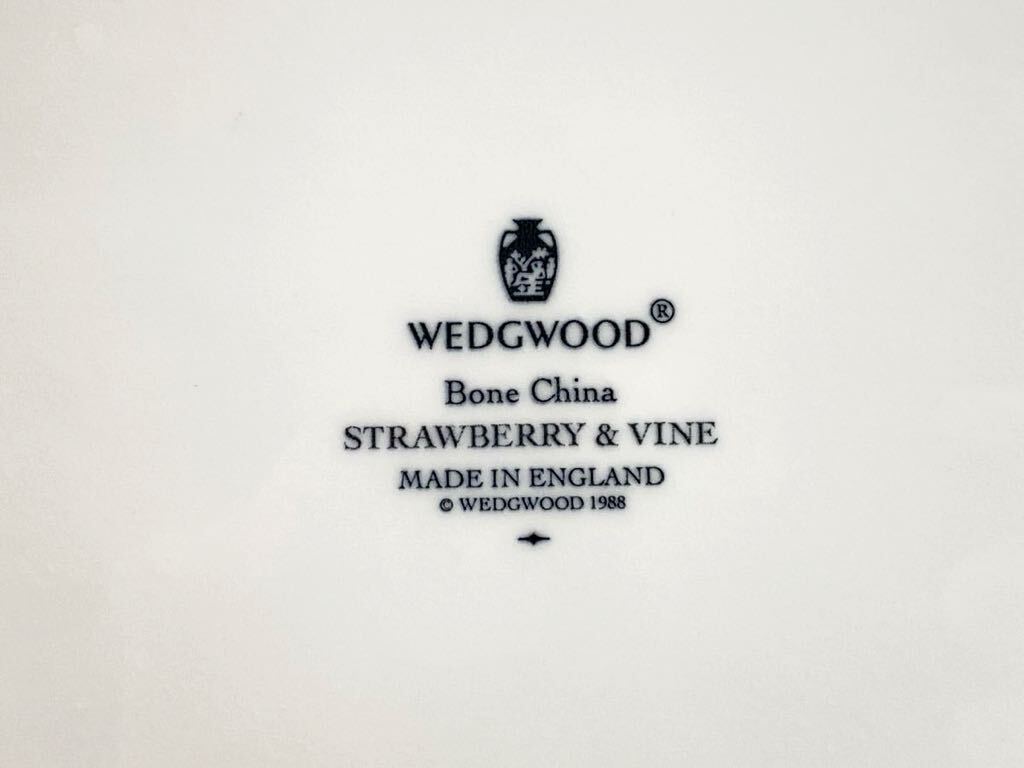 WEDGWOOD®
Bone China
STRAWBERRY & VINE
MADE IN ENGLAND
© WEDGWOOD 1988